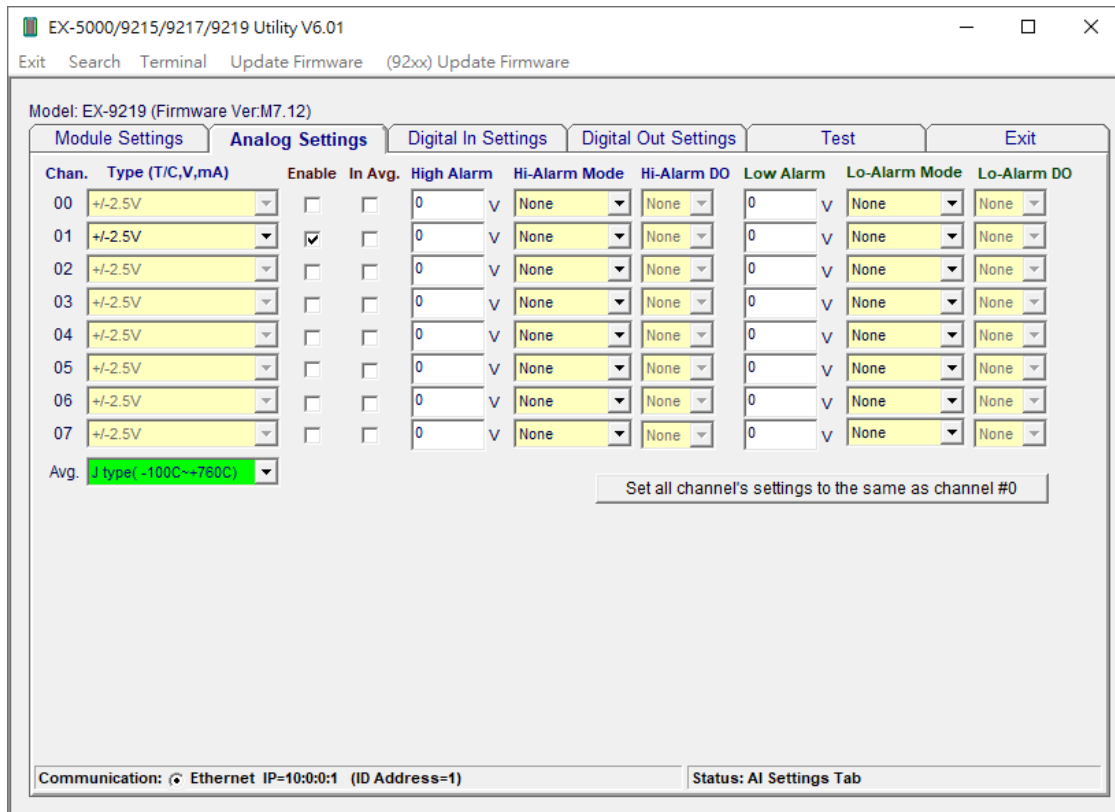 EX-5000/9215/9217/9219 Utility V6.01
Exit Search Terminal Update Firmware (92xx) Update Firmware
Model: EX-9219 (Firmware Ver:M7.12)
Module Settings Analog Settings Digital In Settings Digital Out Settings Test Exit
Chan. Type (T/C,V,mA) Enable In Avg. High Alarm Hi-Alarm Mode Hi-Alarm DO Low Alarm Lo-Alarm Mode Lo-Alarm DO
00 +/-2.5V 0 V None None 0 V None None
01 +/-2.5V 0 V None None 0 V None None
02 +/-2.5V 0 V None None 0 V None None
03 +/-2.5V 0 V None None 0 V None None
04 +/-2.5V 0 V None None 0 V None None
05 +/-2.5V 0 V None None 0 V None None
06 +/-2.5V 0 V None None 0 V None None
07 +/-2.5V 0 V None None 0 V None None
Avg. J type( -100C~+760C)
Set all channel's settings to the same as channel #0
Communication: Ethernet IP=10:0:0:1 (ID Address=1) Status: AI Settings Tab